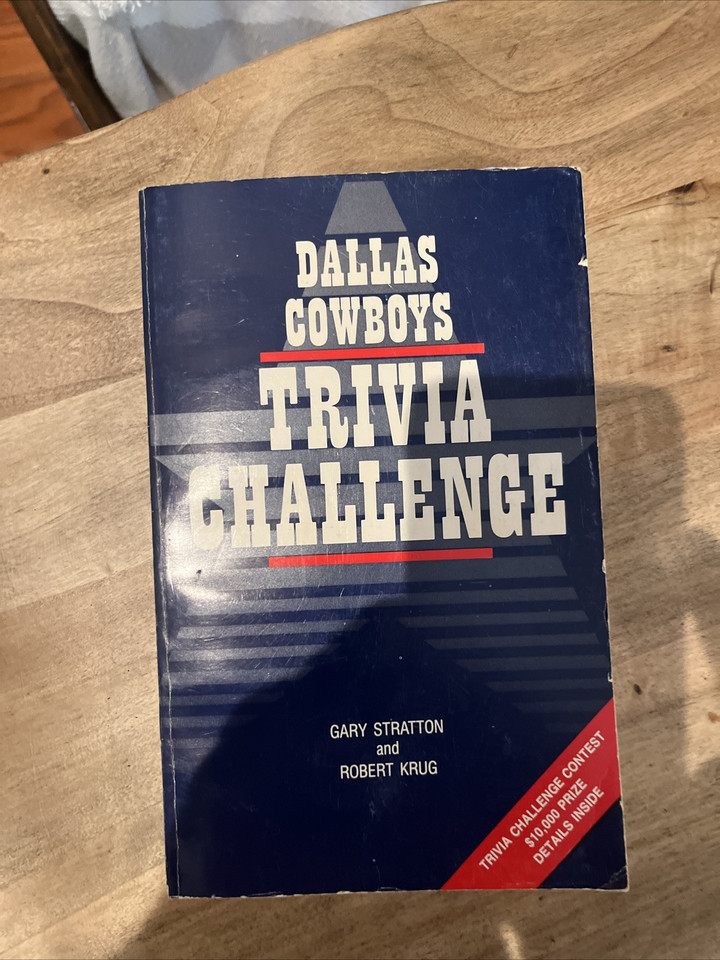 DALLAS
COWBOYS
TRIVIA
CHALLENGE
GARY STRATTON
and
ROBERT KRUG
TRIVIA CHALLENGE CONTEST
$10,000 PRIZE
DETAILS INSIDE